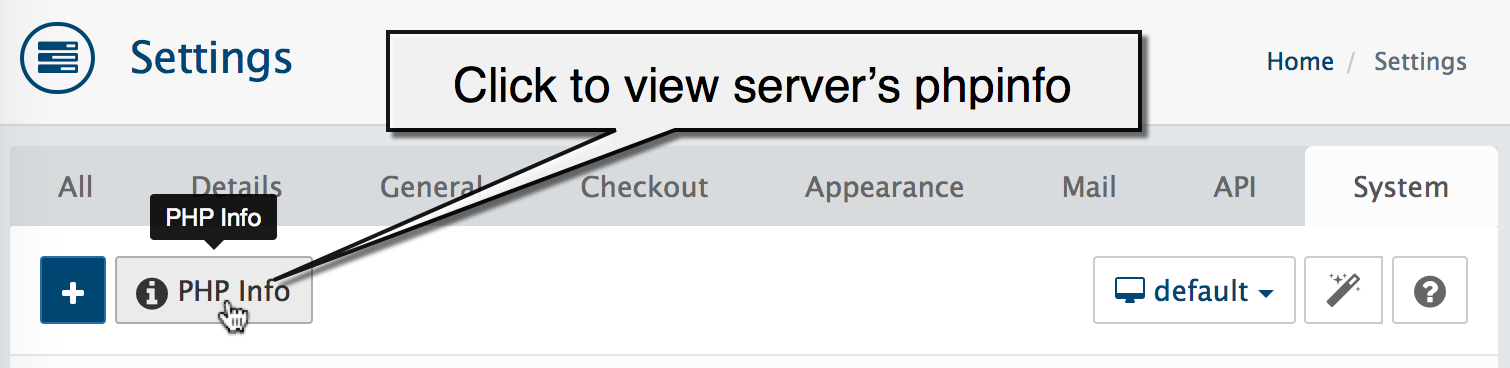 Settings
Click to view server’s phpinfo
Home / Settings
All Details General Checkout Appearance Mail API System
PHP Info
PHP Info
default